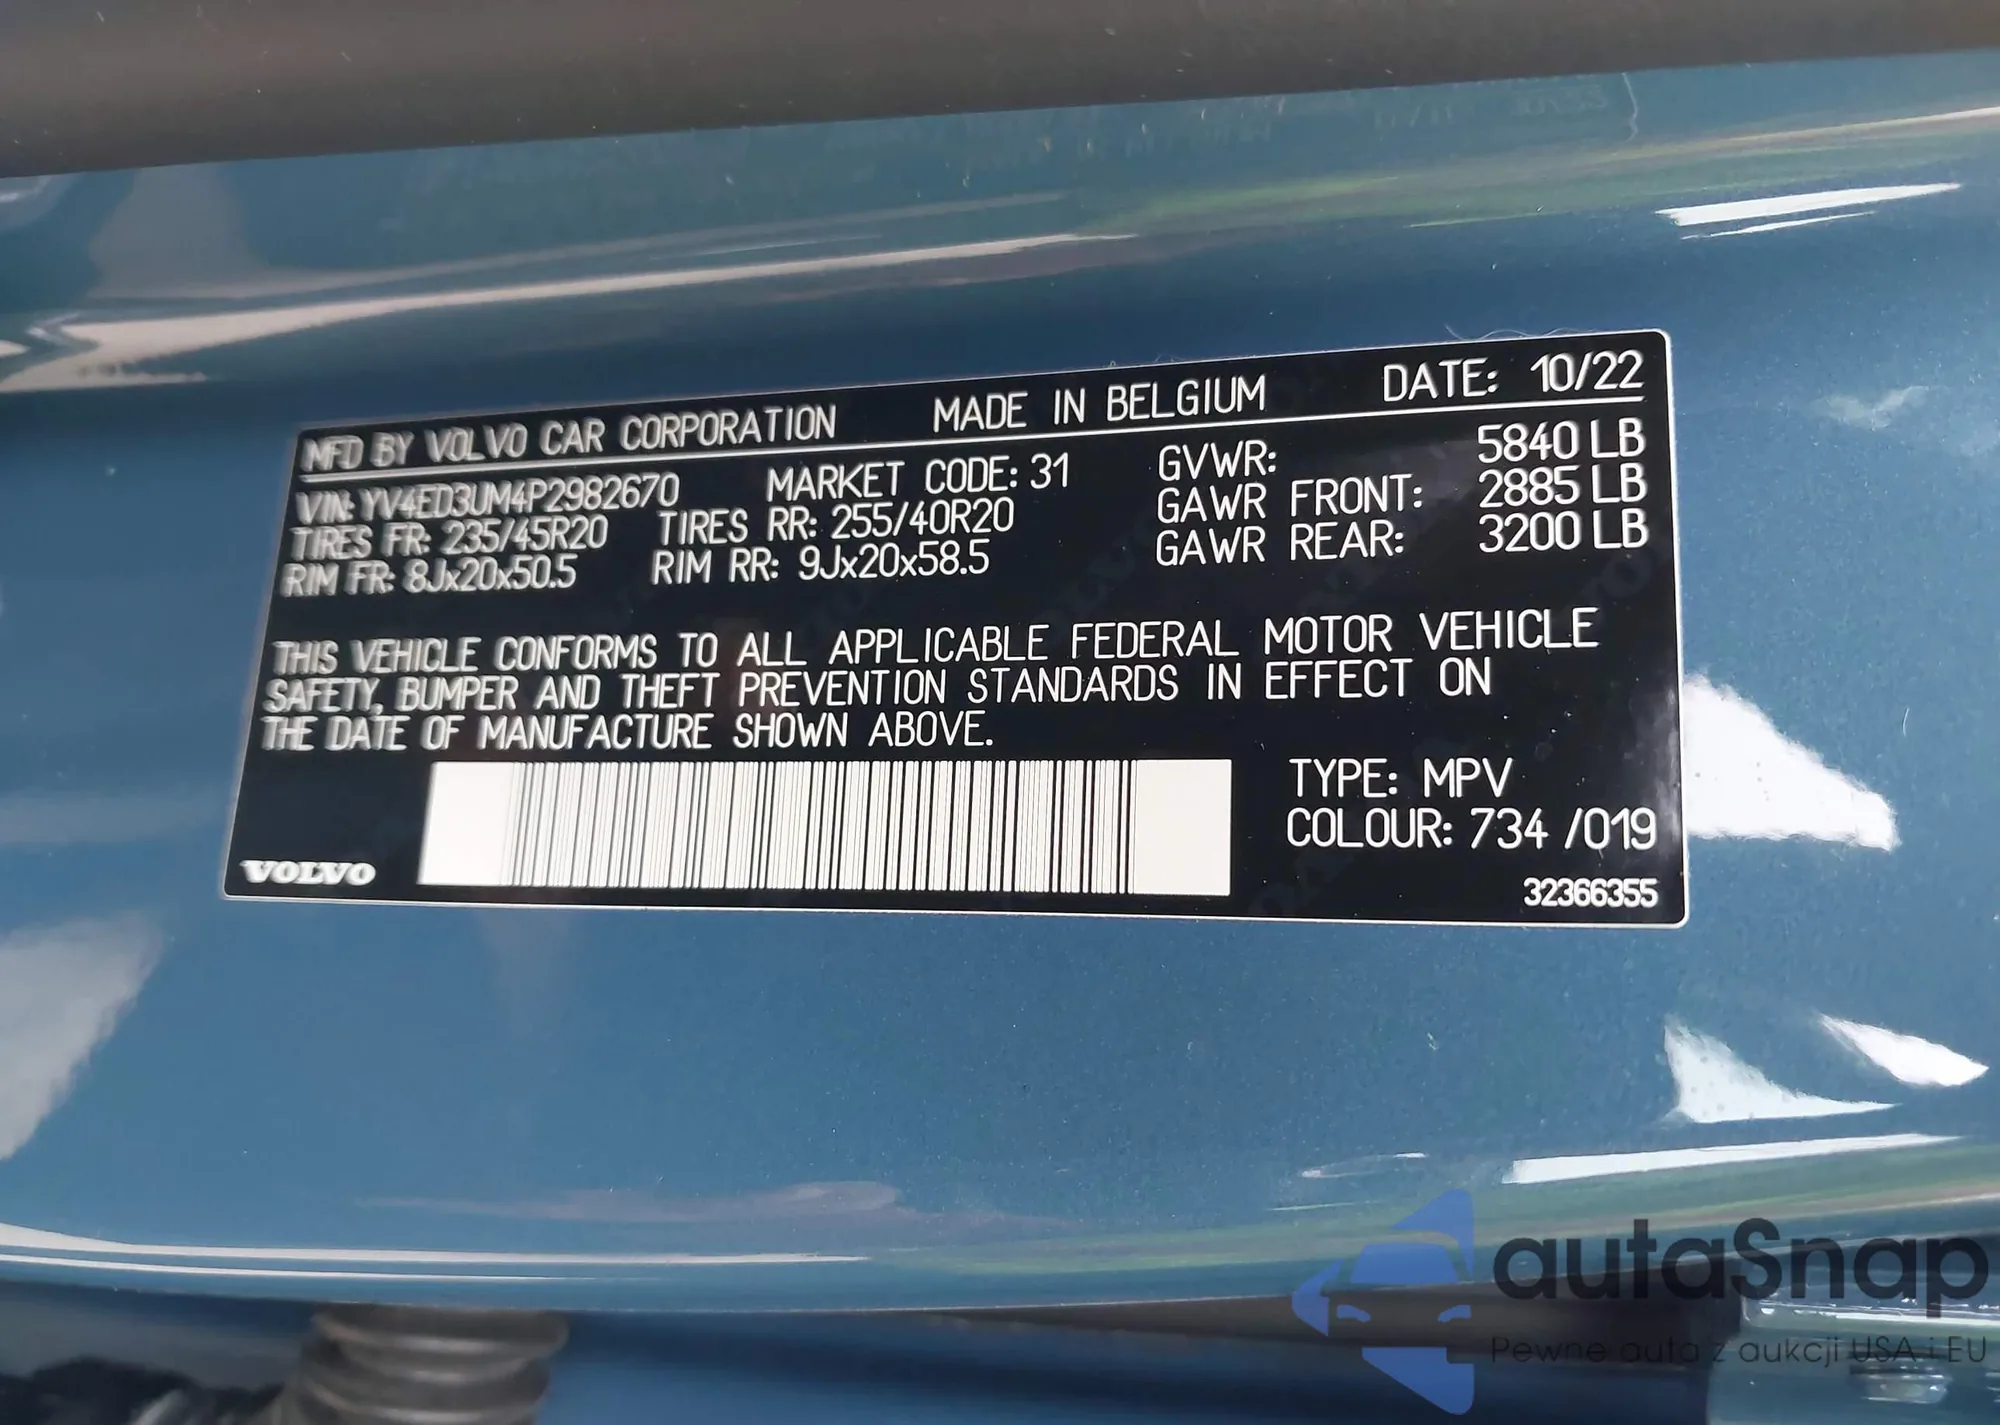 MFD BY VOLVO CAR CORPORATION MADE IN BELGIUM DATE: 10/22
VIN: YV4ED3UM4P2982670 MARKET CODE: 31 GVWR: 5840 LB
TIRES FR: 235/45R20 TIRES RR: 255/40R20 GAWR FRONT: 2885 LB
RIM FR: 8Jx20x50.5 RIM RR: 9Jx20x58.5 GAWR REAR: 3200 LB
THIS VEHICLE CONFORMS TO ALL APPLICABLE FEDERAL MOTOR VEHICLE
SAFETY, BUMPER AND THEFT PREVENTION STANDARDS IN EFFECT ON
THE DATE OF MANUFACTURE SHOWN ABOVE.
TYPE: MPV
COLOUR: 734 /019
VOLVO
32366355
autaSnap
Pewne auta z aukcji USA i EU